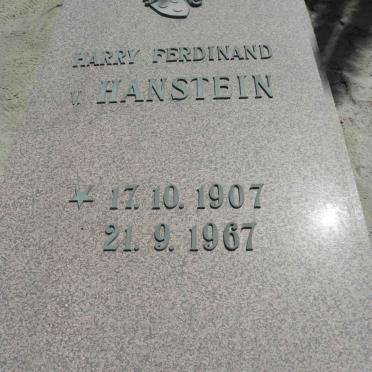 HARRY FERDINAND
v. HANSTEIN
17. 10. 1907
21. 9. 1967